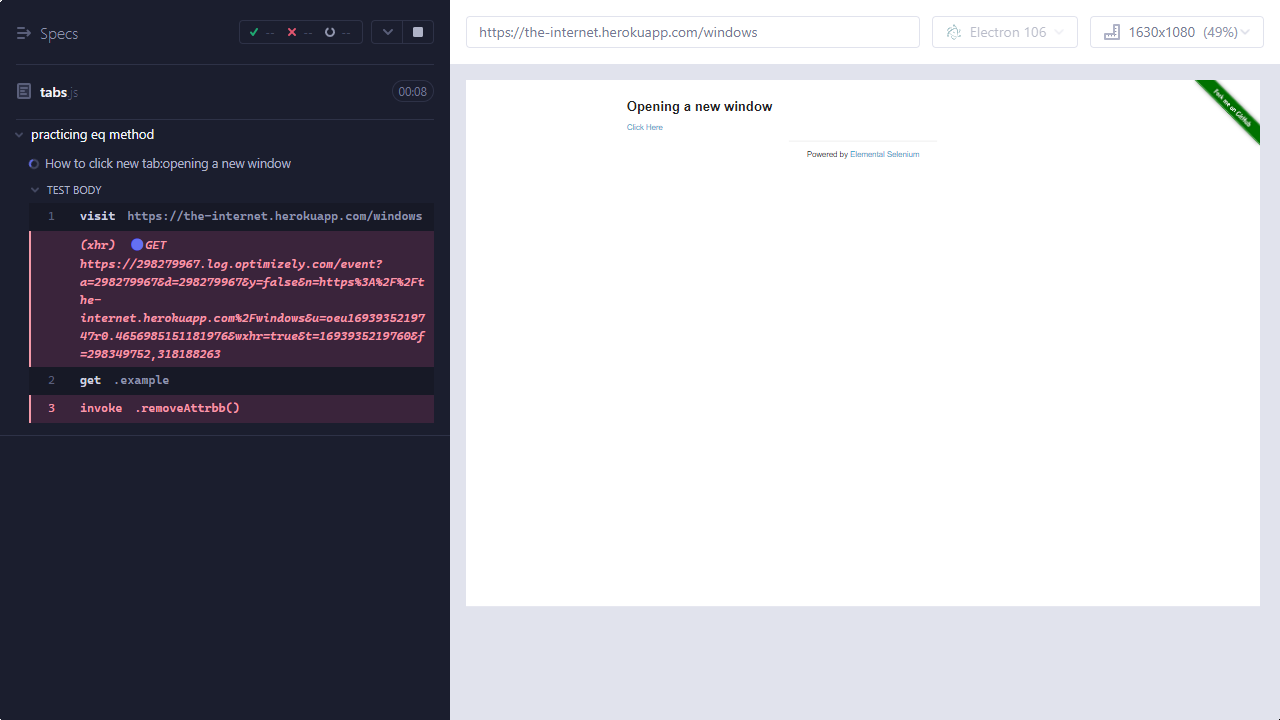 Specs
-- -- --
tabs.js
00:08
practicing eq method
How to click new tab:opening a new window
TEST BODY
1 visit https://the-internet.herokuapp.com/windows
(xhr) GET
https://298279967.log.optimizely.com/event?
a=298279967&d=298279967&y=false&n=https%3A%2F%2Ft
he-
internet.herokuapp.com%2Fwindows&u=oeu16939352197
47r0.4656985151181976&wxhr=true&t=1693935219760&f
=298349752,318188263
2 get .example
3 invoke .removeAttrbb()
https://the-internet.herokuapp.com/windows
Electron 106
1630x1080 (49%)
Opening a new window
Click Here
Powered by Elemental Selenium
Fork me on GitHub